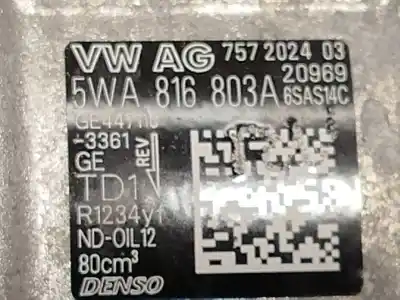 VW AG 757 2024 03
20969
5WA 816 803A 6SAS14C
-3361
GE
REV
TD1
R1234yf
ND-OIL12
80cm³
DENSO